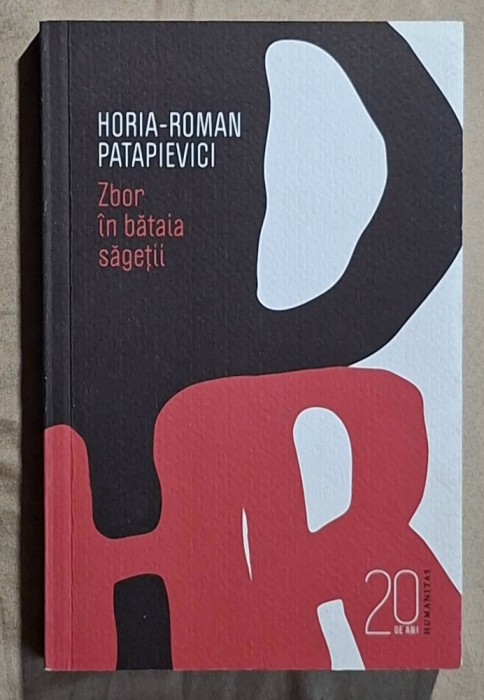 HORIA-ROMAN
PATAPIEVICI
Zbor
în bătaia
săgeții
20
DE ANI
HUMANITAS